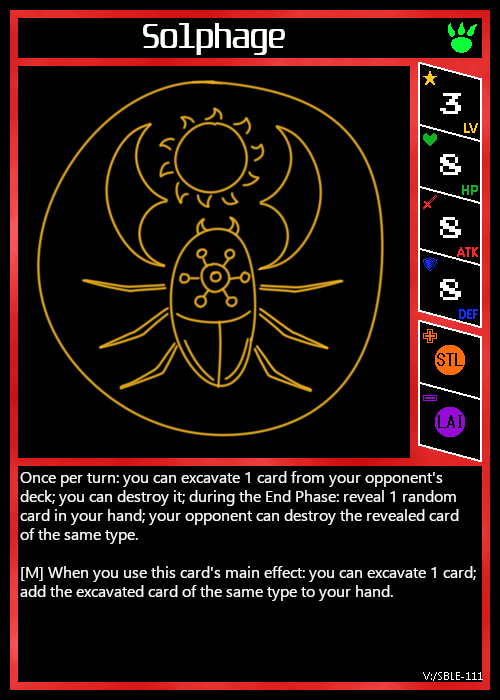 Solphage
3
LV
8
HP
8
ATK
8
DEF
STL
LAI
Once per turn: you can excavate 1 card from your opponent's
deck; you can destroy it; during the End Phase: reveal 1 random
card in your hand; your opponent can destroy the revealed card
of the same type.
[M] When you use this card's main effect: you can excavate 1 card;
add the excavated card of the same type to your hand.
V:/SBLE-111